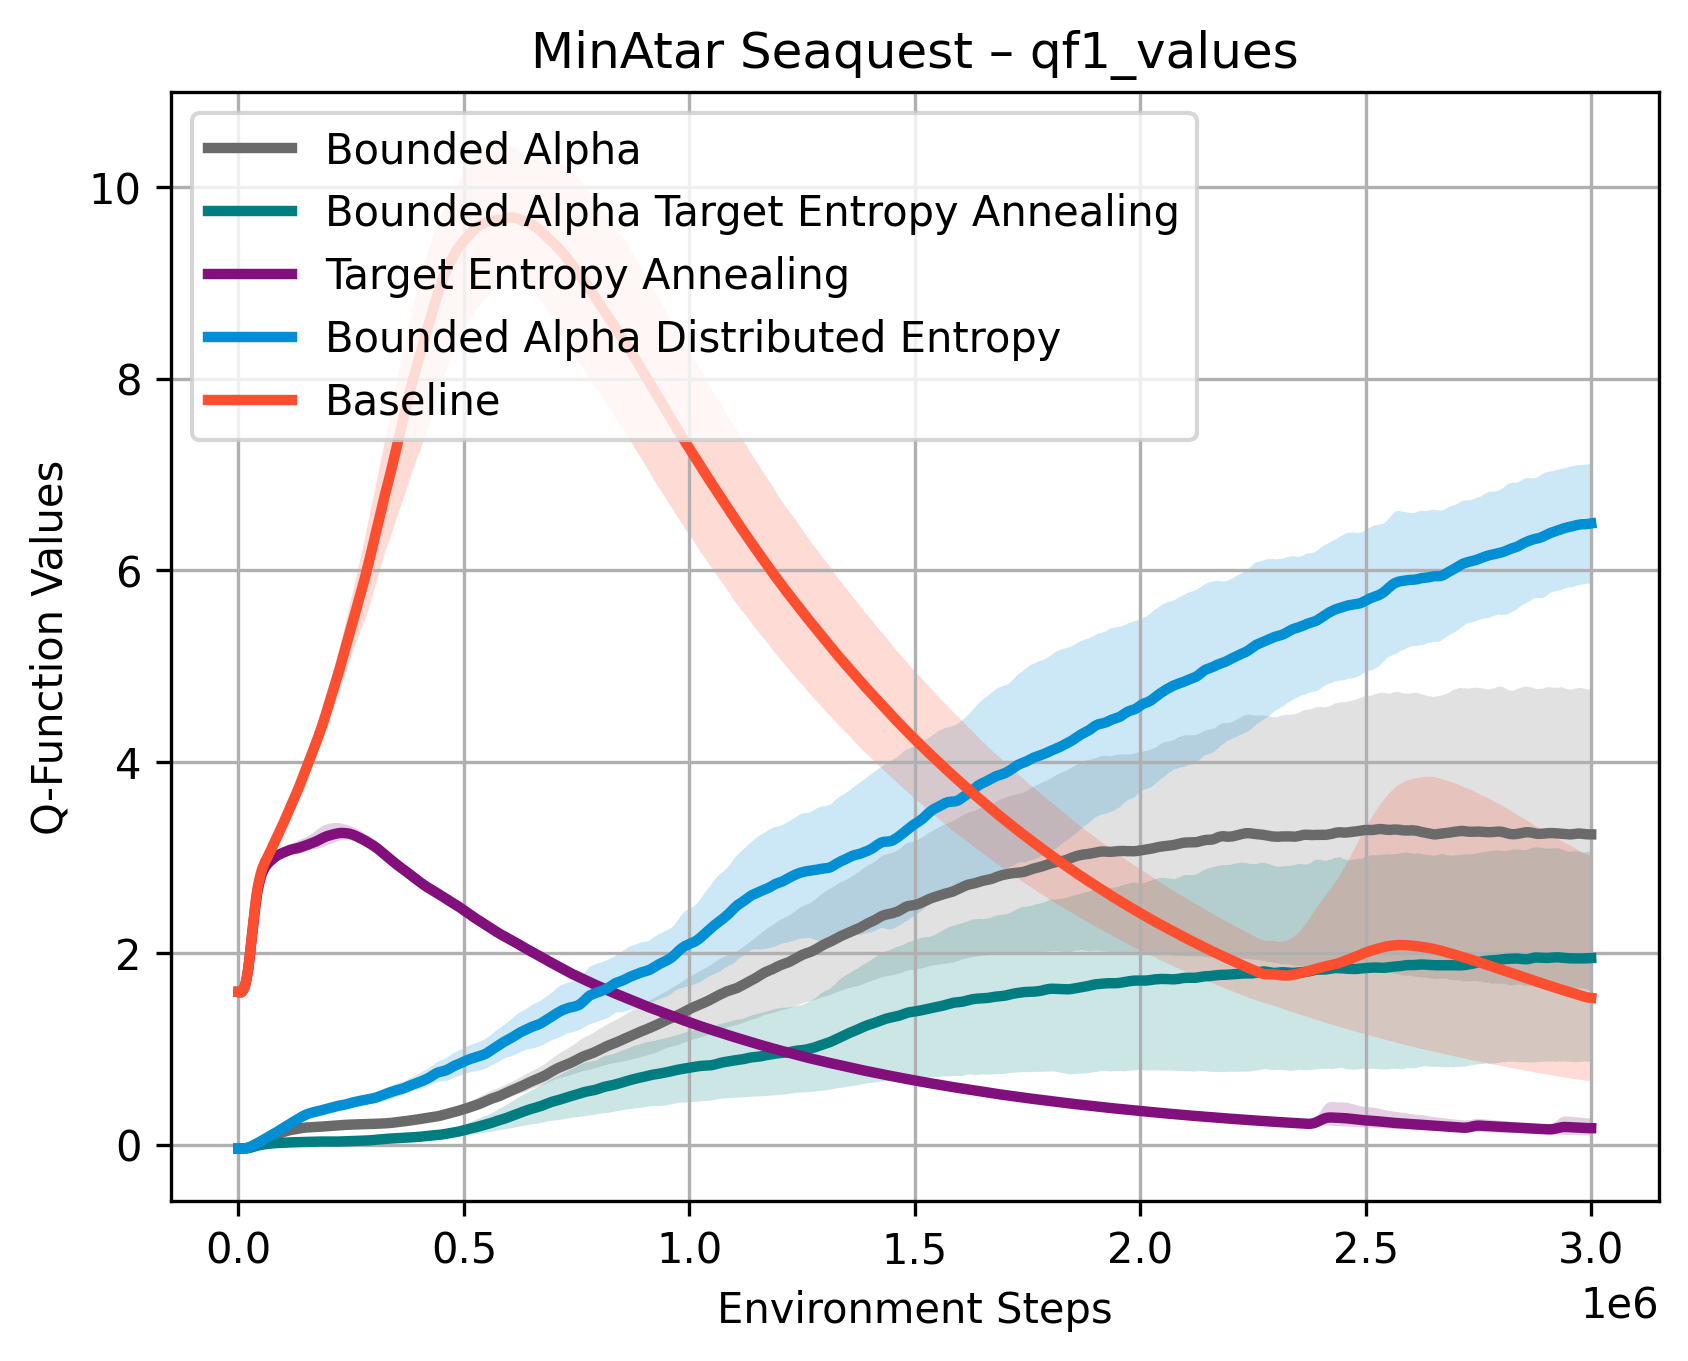 MinAtar Seaquest – qf1_values
Bounded Alpha
Bounded Alpha Target Entropy Annealing
Target Entropy Annealing
Bounded Alpha Distributed Entropy
Baseline
Q-Function Values
10
8
6
4
2
0
0.0 0.5 1.0 1.5 2.0 2.5 3.0
1e6
Environment Steps